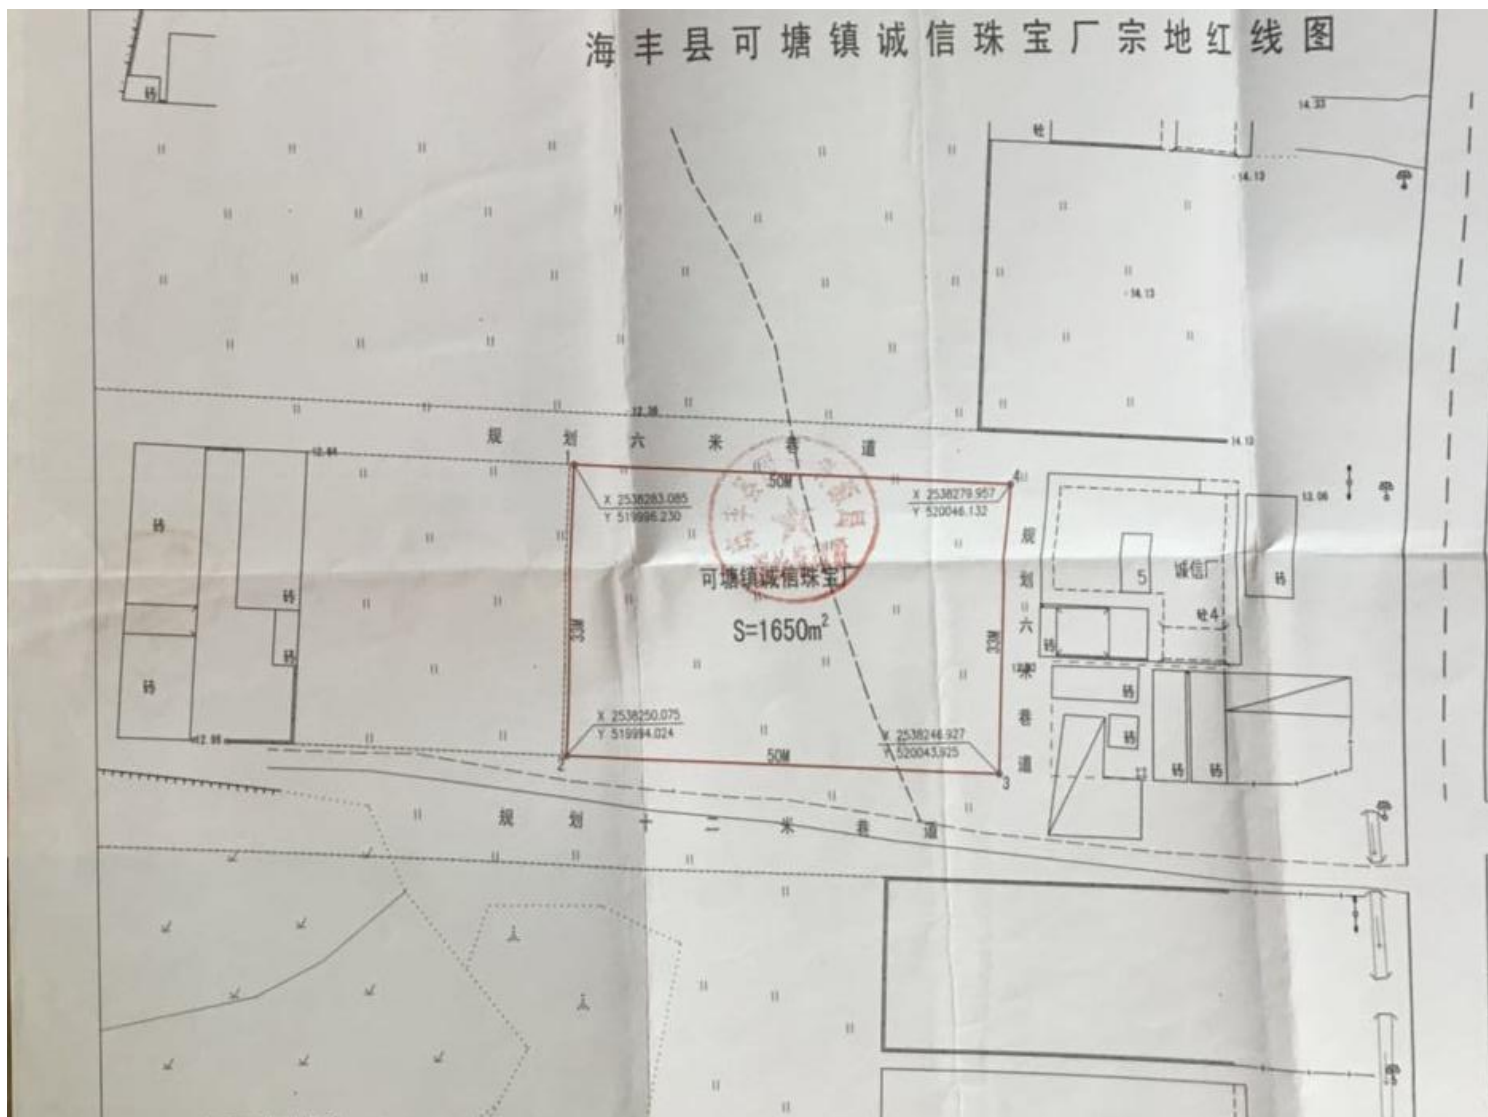 海丰县可塘镇诚信珠宝厂宗地红线图
14.33
砖
砼
14.13
14.13
12.38
规划六米巷道
14.13
12.84
1
50M
4
X 2538283.085
Y 519996.230
X 2538279.957
Y 520046.132
13.06
砖
规划六米巷道
可塘镇诚信珠宝厂
5
诚信厂
砖
砖
S=1650m²
33M
33M
砼4
砖
砖
砖
砖
X 2538250.075
Y 519994.024
X 2538246.927
Y 520043.925
砖
12.98
2
50M
3
砖
砖
规划十二米巷道